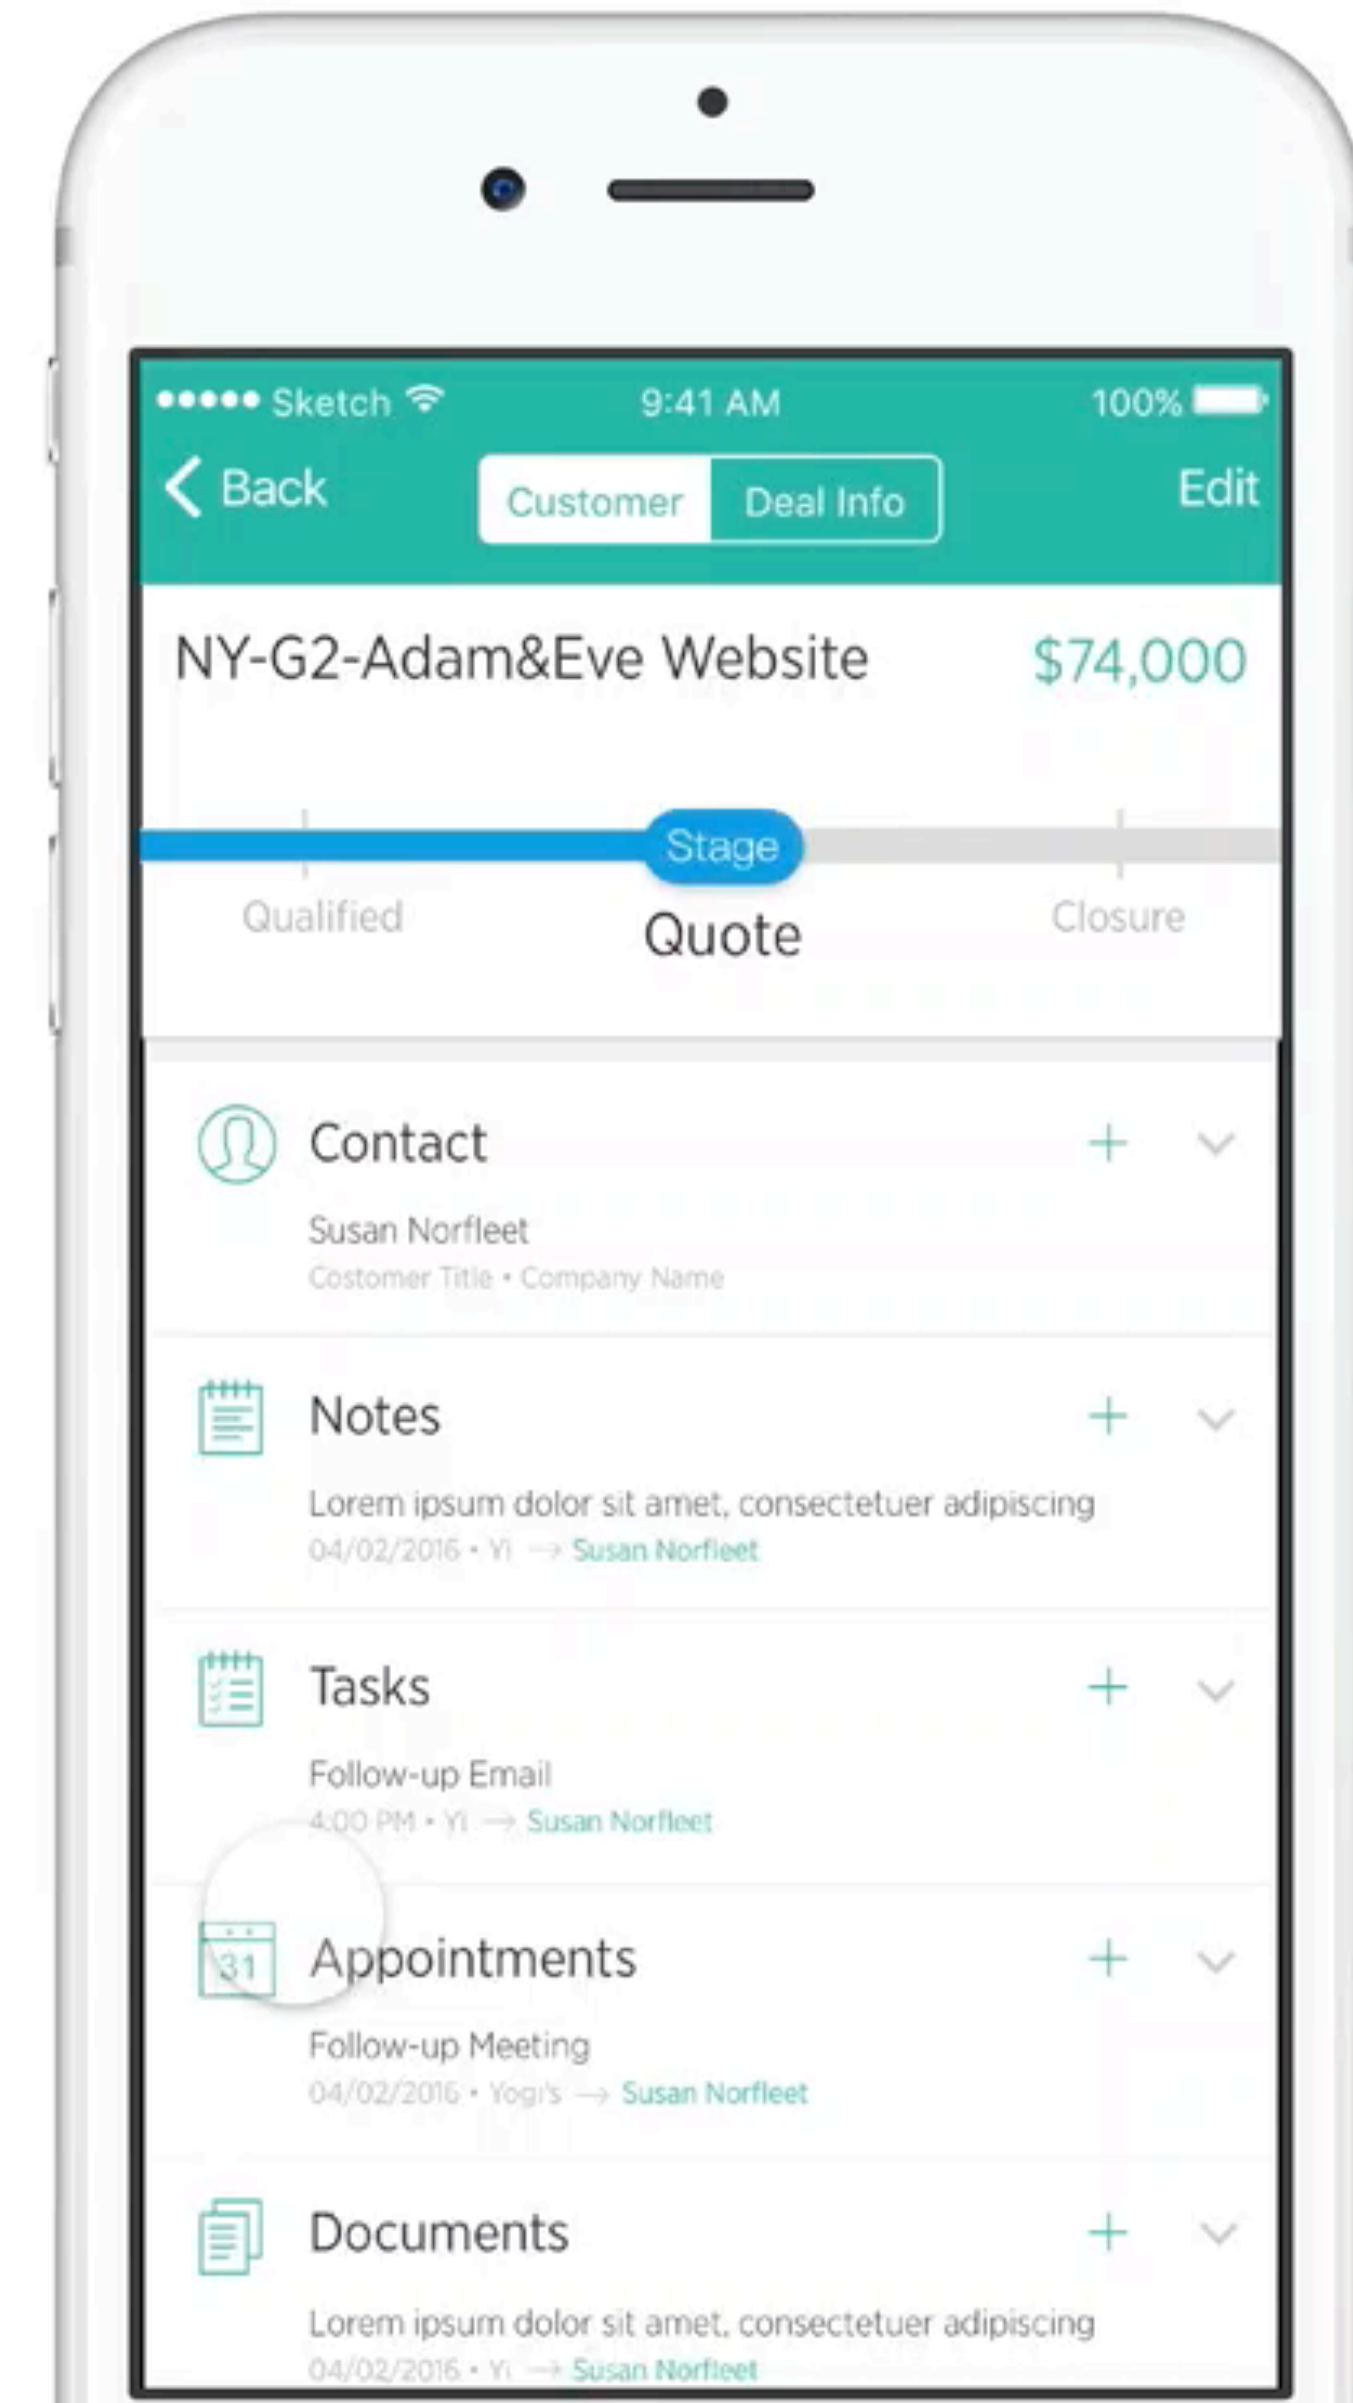 Sketch 9:41 AM 100%
Back Customer Deal Info Edit
NY-G2-Adam&Eve Website $74,000
Stage
Qualified Quote Closure
Contact
Susan Norfleet
Costomer Title • Company Name
Notes
Lorem ipsum dolor sit amet, consectetuer adipiscing
04/02/2016 • Yi → Susan Norfleet
Tasks
Follow-up Email
4:00 PM • Yi → Susan Norfleet
31 Appointments
Follow-up Meeting
04/02/2016 • Yogi's → Susan Norfleet
Documents
Lorem ipsum dolor sit amet, consectetuer adipiscing
04/02/2016 • Yi → Susan Norfleet